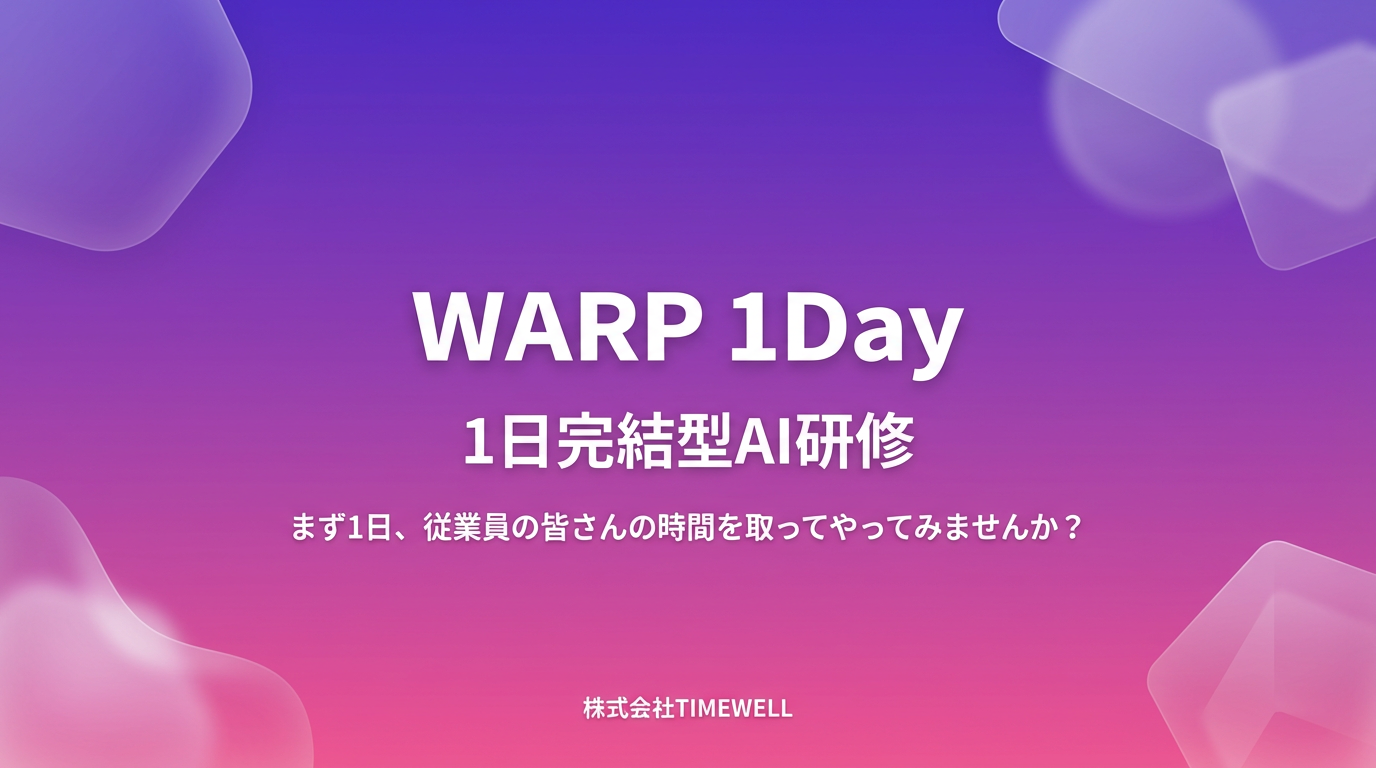 WARP 1Day
1日完結型AI研修
まず1日、従業員の皆さんの時間を取ってやってみませんか？
株式会社TIMEWELL